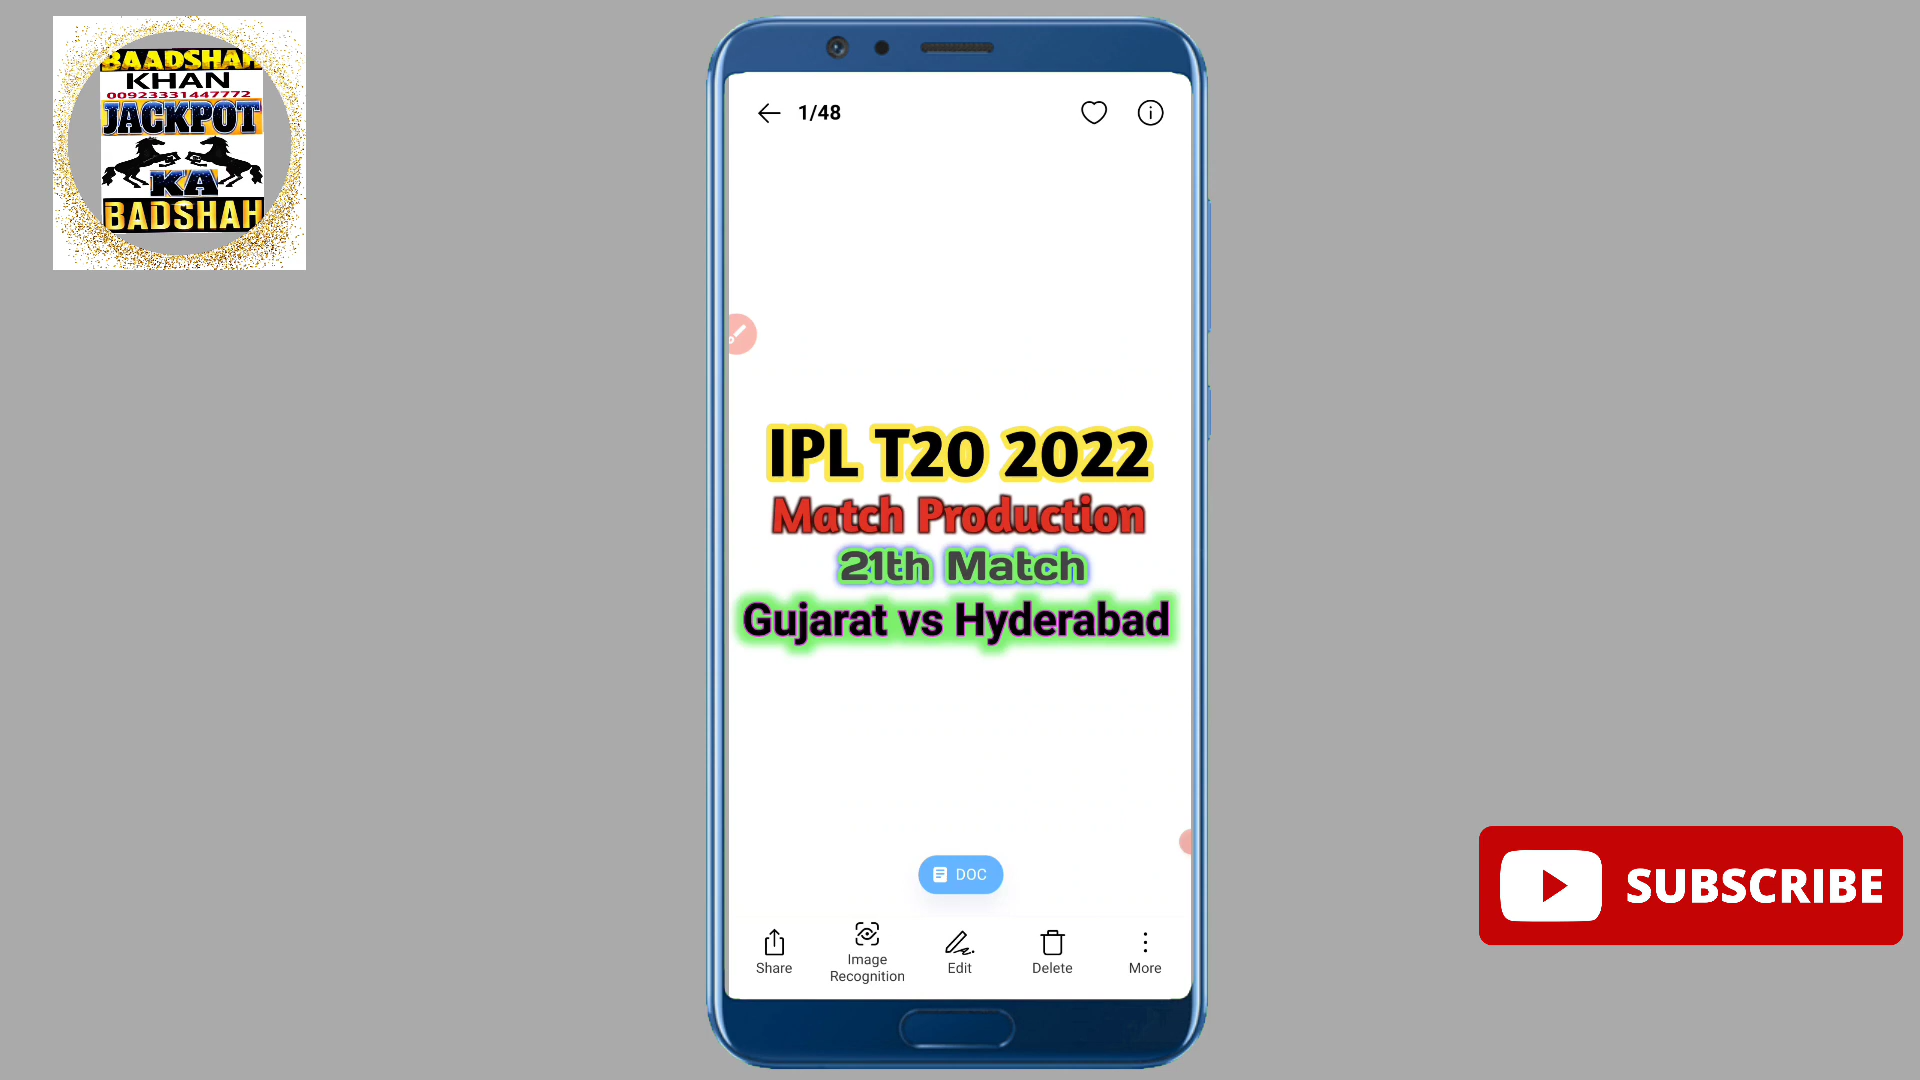 BAADSHAH
KHAN
00923331447772
JACKPOT
KA
BADSHAH
1/48
IPL T20 2022
Match Production
21th Match
Gujarat vs Hyderabad
DOC
Share
Image
Recognition
Edit
Delete
More
SUBSCRIBE